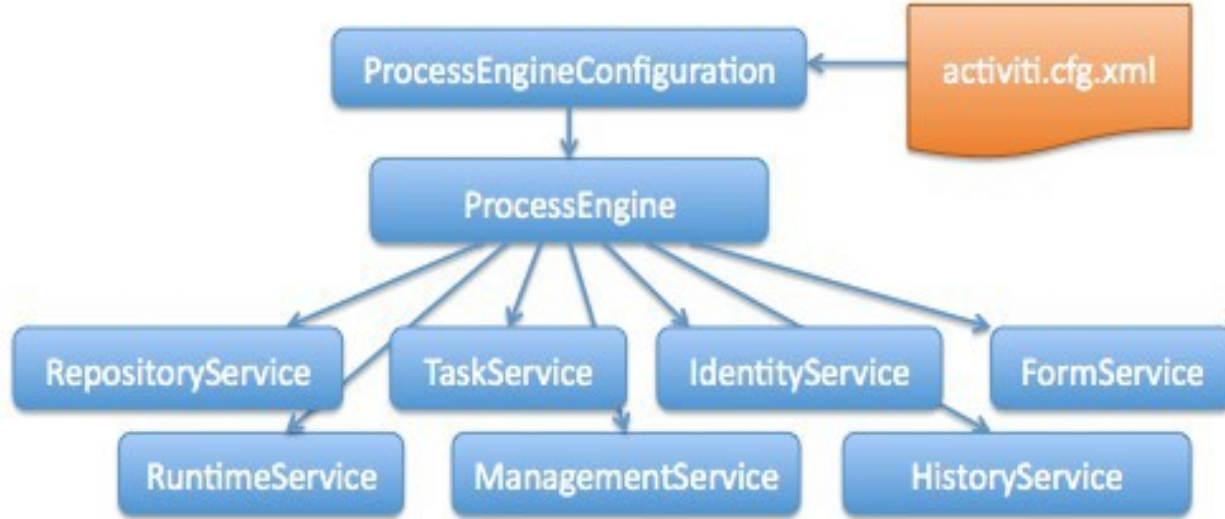 ProcessEngineConfiguration
activiti.cfg.xml
ProcessEngine
RepositoryService
TaskService
IdentityService
FormService
RuntimeService
ManagementService
HistoryService